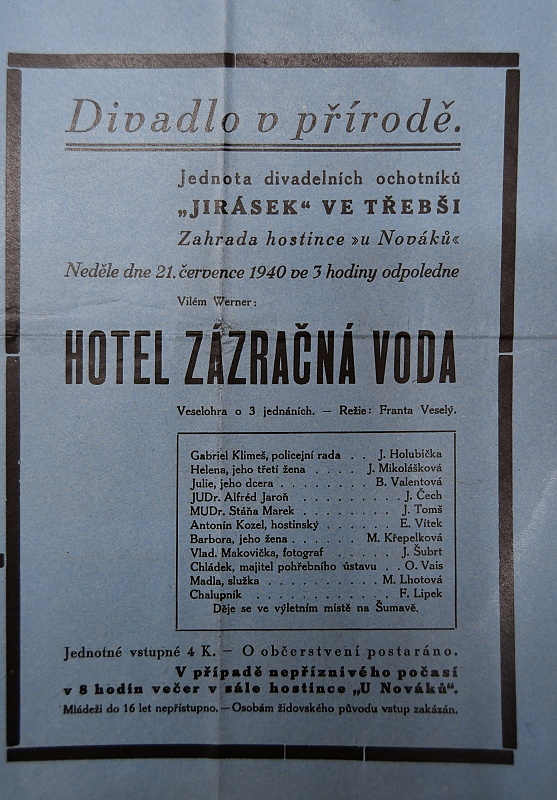 Divadlo v přírodě.
Jednota divadelních ochotníků
„JIRÁSEK“ VE TŘEBŠI
Zahrada hostince »u Nováků«
Neděle dne 21. července 1940 ve 3 hodiny odpoledne
Vilém Werner:
HOTEL ZÁZRAČNÁ VODA
Veselohra o 3 jednáních. — Režie: Franta Veselý.
Gabriel Klimeš, policejní rada . . J. Holubička
Helena, jeho třetí žena . . . . J. Mikolášková
Julie, jeho dcera . . . . . . . B. Valentová
JUDr. Alfréd Jaroň . . . . . . . . . J. Čech
MUDr. Stáňa Marek . . . . . . . . J. Tomš
Antonín Kozel, hostinský . . . . . . E. Vítek
Barbora, jeho žena . . . . . . M. Křepelková
Vlad. Makovička, fotograf . . . . . J. Šubrt
Chládek, majitel pohřebního ústavu . . O. Vais
Madla, služka . . . . . . . . . . M. Lhotová
Chalupník . . . . . . . . . . . . F. Lipek
Děje se ve výletním místě na Šumavě.
Jednotné vstupné 4 K. — O občerstvení postaráno.
V případě nepříznivého počasí
v 8 hodin večer v sále hostince „U Nováků“.
Mládeži do 16 let nepřístupno. — Osobám židovského původu vstup zakázán.